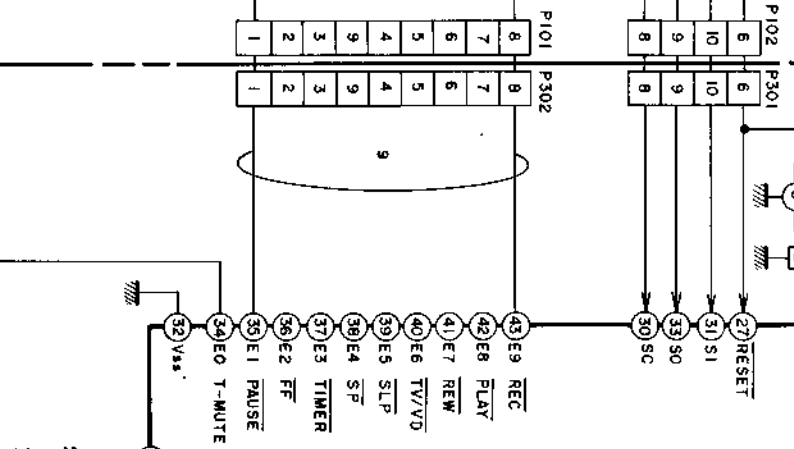 P101
1 2 3 9 4 5 6 7 8
P102
8 9 10 6
P302
1 2 3 9 4 5 6 7 8
P301
8 9 10 6
9
32 Vss
34 E0 T-MUTE
35 E1 PAUSE
36 E2 FF
37 E3 TIMER
38 E4 SP
39 E5 SLP
40 E6 TV/VD
41 E7 REW
42 E8 PLAY
43 E9 REC
30 SC
33 SO
31 SI
27 RESET